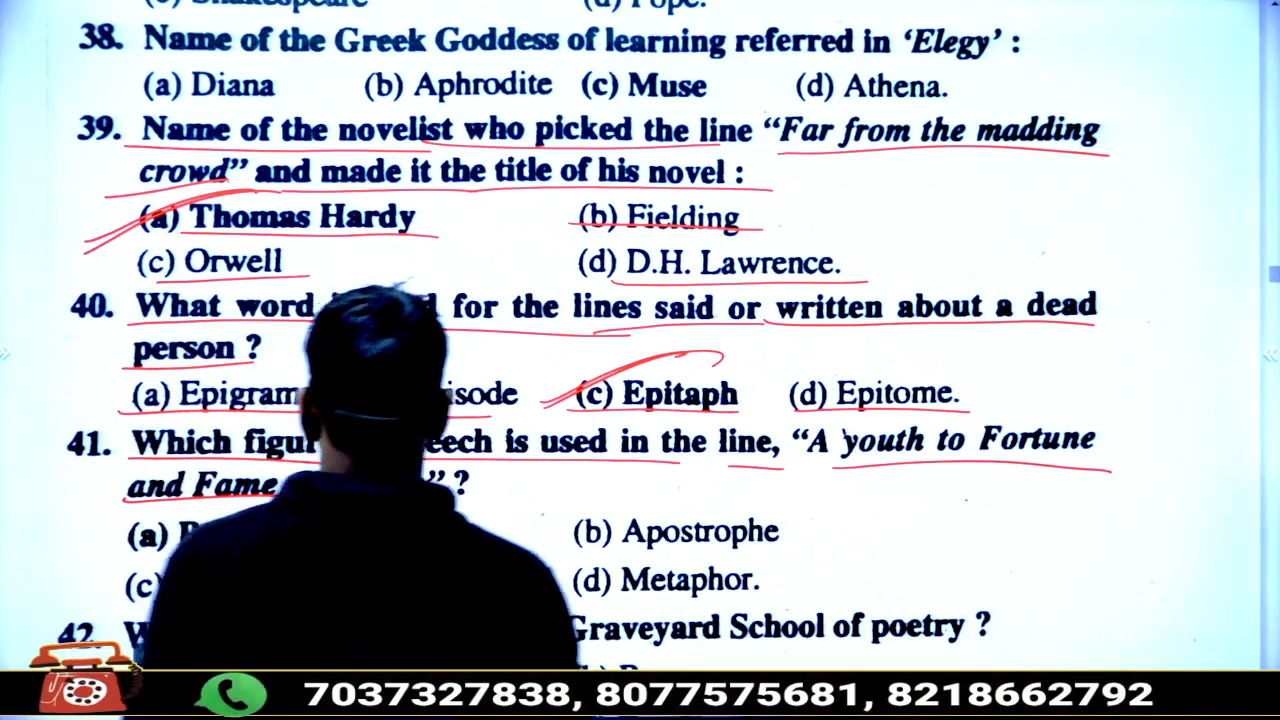 (d) Pope.
38. Name of the Greek Goddess of learning referred in ‘Elegy’ :
(a) Diana (b) Aphrodite (c) Muse (d) Athena.
39. Name of the novelist who picked the line “Far from the madding
crowd” and made it the title of his novel :
(a) Thomas Hardy (b) Fielding
(c) Orwell (d) D.H. Lawrence.
40. What word for the lines said or written about a dead
person ?
(a) Epigram (c) Epitaph (d) Epitome.
41. Which is used in the line, “A youth to Fortune
and Fame ” ?
(a) (b) Apostrophe
(c) (d) Metaphor.
42. Graveyard School of poetry ?
7037327838, 8077575681, 8218662792